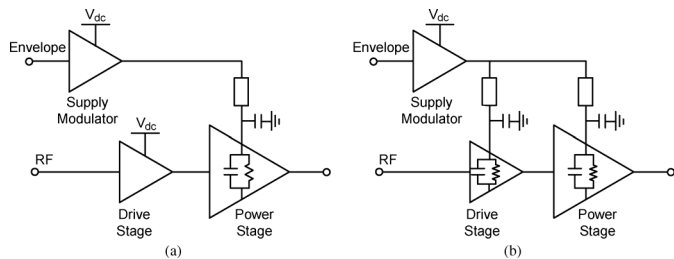 Vdc
Envelope
Supply
Modulator
Vdc
RF
Drive
Stage
Power
Stage
(a)
Vdc
Envelope
Supply
Modulator
RF
Drive
Stage
Power
Stage
(b)